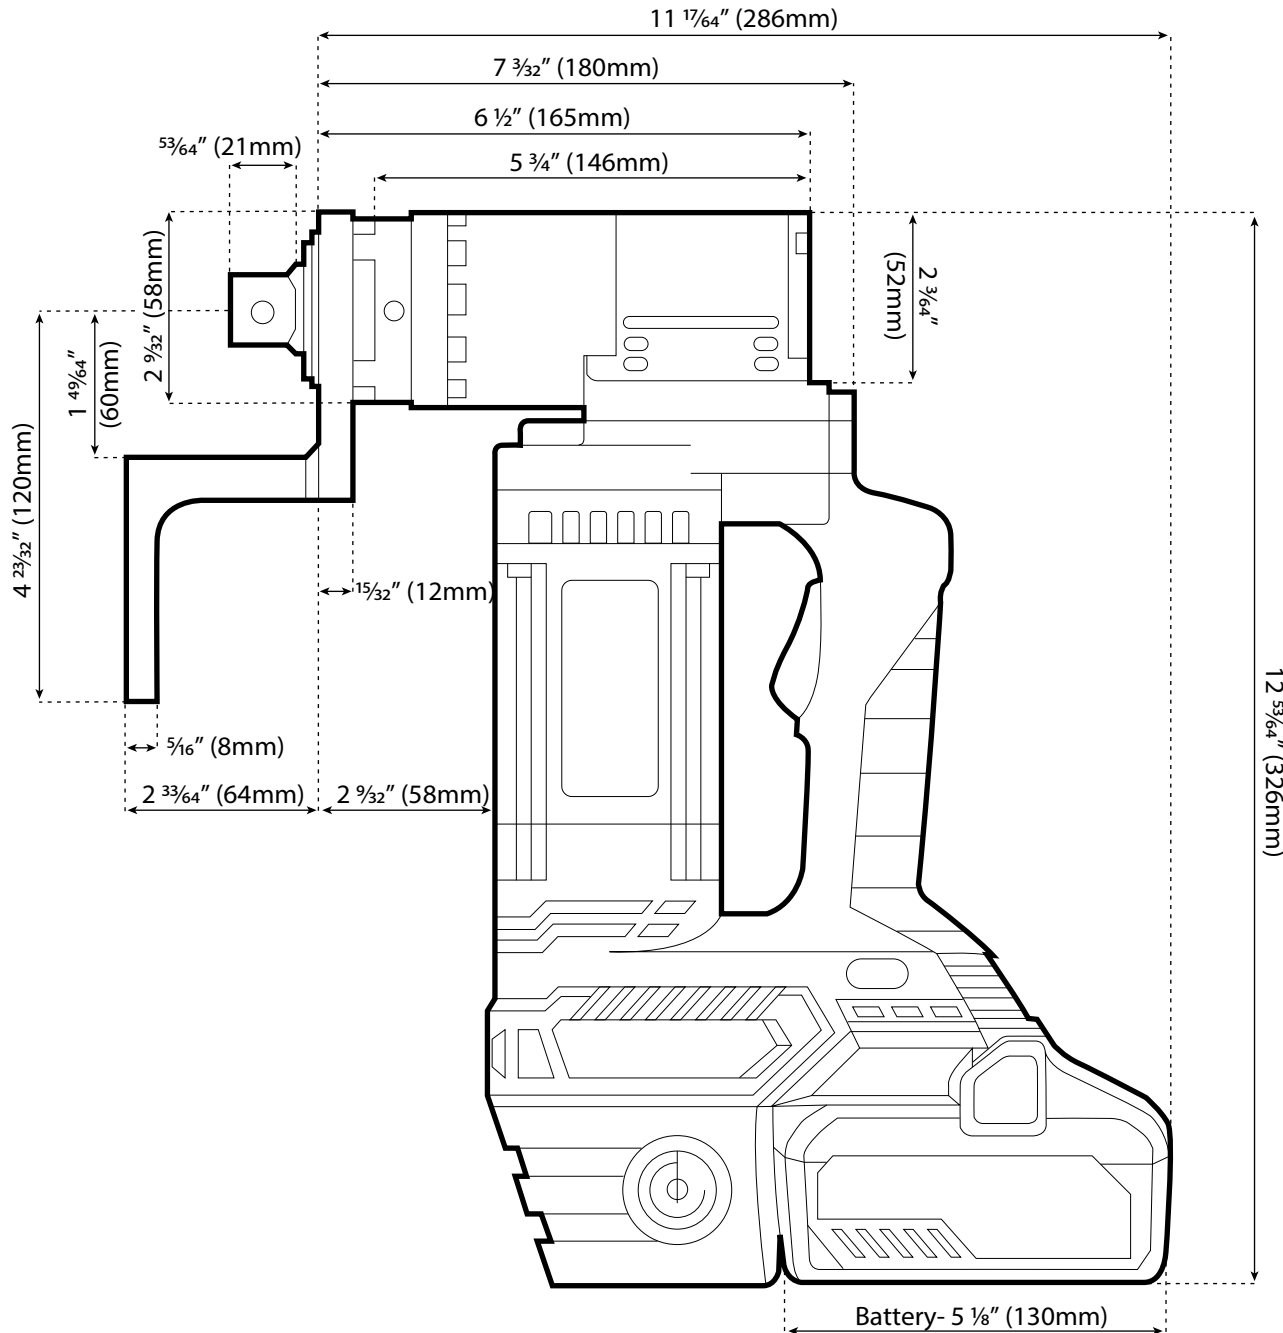 11 17/64” (286mm)
7 3/32” (180mm)
6 ½” (165mm)
53/64” (21mm)
5 ¾” (146mm)
2 9/32” (58mm)
2 3/64”
(52mm)
1 49/64”
(60mm)
4 23/32” (120mm)
15/32” (12mm)
12 53/64” (326mm)
5/16” (8mm)
2 33/64” (64mm)
2 9/32” (58mm)
Battery- 5 ⅛” (130mm)